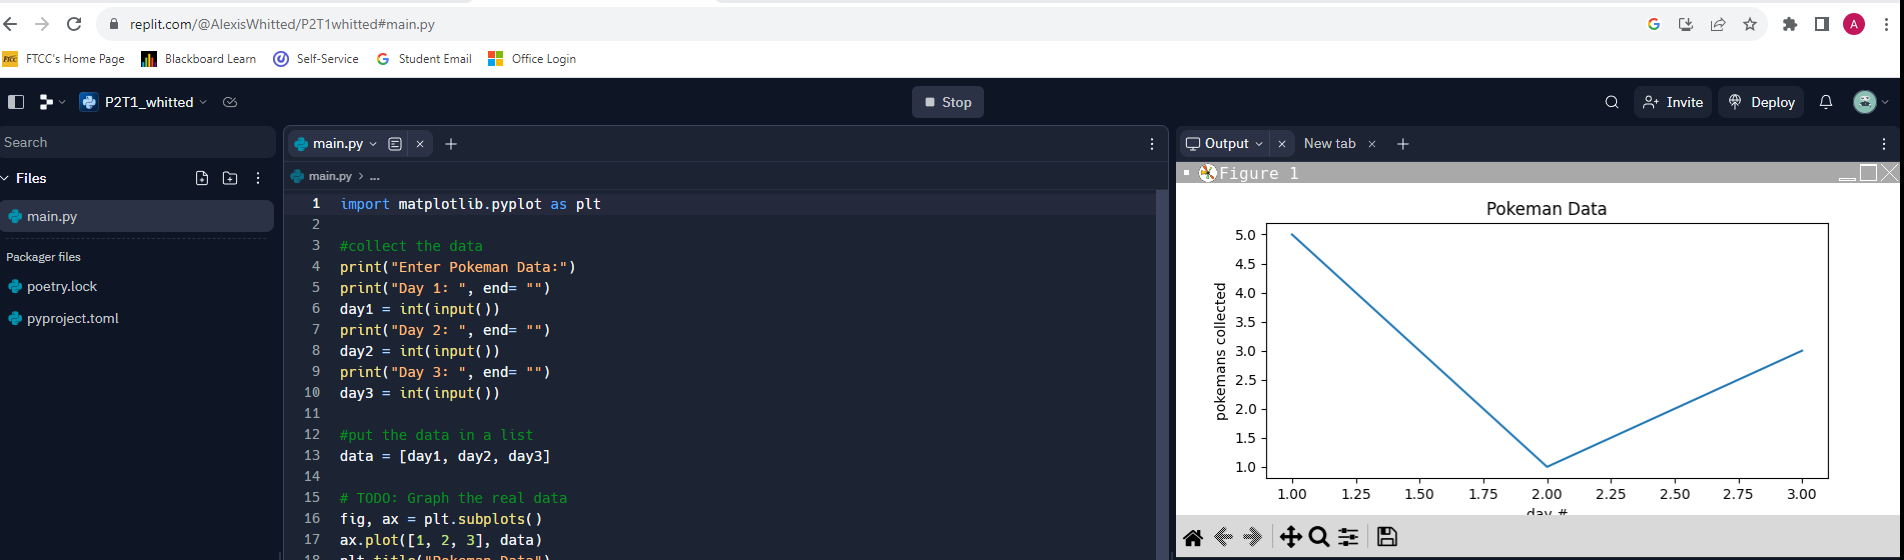 replit.com/@AlexisWhitted/P2T1whitted#main.py
A
FTCC
FTCC's Home Page
Blackboard Learn
Self-Service
Student Email
Office Login
P2T1_whitted
Stop
Invite
Deploy
Search
Files
main.py
Packager files
poetry.lock
pyproject.toml
main.py
main.py > ...
1 import matplotlib.pyplot as plt
2
3 #collect the data
4 print("Enter Pokeman Data:")
5 print("Day 1: ", end= "")
6 day1 = int(input())
7 print("Day 2: ", end= "")
8 day2 = int(input())
9 print("Day 3: ", end= "")
10 day3 = int(input())
11
12 #put the data in a list
13 data = [day1, day2, day3]
14
15 # TODO: Graph the real data
16 fig, ax = plt.subplots()
17 ax.plot([1, 2, 3], data)
18 plt.title("Pokeman Data")
Output
New tab
Figure 1
Pokeman Data
pokemans collected
5.0
4.5
4.0
3.5
3.0
2.5
2.0
1.5
1.0
1.00 1.25 1.50 1.75 2.00 2.25 2.50 2.75 3.00
day #